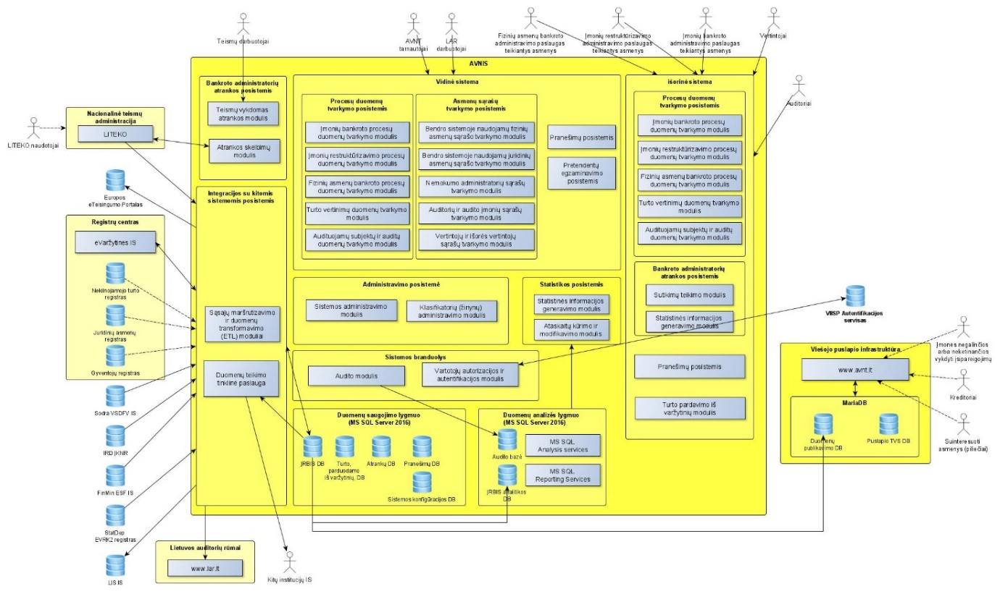 Teismų darbuotojai
AVNT
tarnautojai
LAR
darbuotojai
Fizinių asmenų bankroto
administravimo paslaugas
teikiantys asmenys
Įmonių restruktūrizavimo
administravimo paslaugas
teikiantys asmenys
Įmonių bankroto
administravimo paslaugas
teikiantys asmenys
Vertintojai
Auditoriai
AVNIS
Bankroto administratorių
atrankos posistemis
Teismų vykdomas
atrankos modulis
Atrankos skelbimų
modulis
Nacionalinė teismų
administracija
LITEKO
LITEKO naudotojai
Europos
eTeisingumo Portalas
Registrų centras
eVaržytinės IS
Nekilnojamojo turto
registras
Juridinių asmenų
registras
Gyventojų registras
Sodra VSDFV IS
IRD ĮKNR
FinMin ESF IS
StatDep
EVRK2 registras
LIS IS
Integracijos su kitomis
sistemomis posistemis
Sąsajų maršrutizavimo
ir duomenų
transformavimo
(ETL) moduliai
Duomenų teikimo
tinklinė paslauga
Lietuvos auditorių rūmai
www.lar.lt
Kitų institucijų IS
Vidinė sistema
Procesų duomenų
tvarkymo posistemis
Įmonių bankroto procesų
duomenų tvarkymo modulis
Įmonių restruktūrizavimo procesų
duomenų tvarkymo modulis
Fizinių asmenų bankroto procesų
duomenų tvarkymo modulis
Turto vertinimų duomenų tvarkymo
modulis
Audituojamų subjektų ir auditų
duomenų tvarkymo modulis
Asmenų sąrašų
tvarkymo posistemis
Bendro sistemoje naudojamų fizinių
asmenų sąrašo tvarkymo modulis
Bendro sistemoje naudojamų juridinių
asmenų sąrašo tvarkymo modulis
Nemokumo administratorių sąrašų
tvarkymo modulis
Auditorių ir audito įmonių sąrašų
tvarkymo modulis
Vertintojų ir išorės vertintojų
sąrašų tvarkymo modulis
Pranešimų posistemis
Pretendentų
egzaminavimo
posistemis
Administravimo posistemė
Sistemos administravimo
modulis
Klasifikatorių (žinynų)
administravimo modulis
Statistikos posistemis
Statistinės informacijos
generavimo modulis
Ataskaitų kūrimo ir
modifikavimo modulis
Sistemos branduolys
Audito modulis
Vartotojų autorizacijos ir
autentifikacijos modulis
Duomenų saugojimo lygmuo
(MS SQL Server 2016)
JRBIS DB
Turto,
parduodamo
iš varžytinių, DB
Atrankų DB
Pranešimų DB
Sistemos konfigūracijos DB
Duomenų analizės lygmuo
(MS SQL Server 2016)
Audito bazė
MS SQL
Analysis services
JRBIS analitikos
DB
MS SQL
Reporting Services
išorinė sistema
Procesų duomenų
tvarkymo posistemis
Įmonių bankroto procesų
duomenų tvarkymo modulis
Įmonių restruktūrizavimo procesų
duomenų tvarkymo modulis
Fizinių asmenų bankroto procesų
duomenų tvarkymo modulis
Turto vertinimų duomenų tvarkymo
modulis
Audituojamų subjektų ir auditų
duomenų tvarkymo modulis
Bankroto administratorių
atrankos posistemis
Sutikimų teikimo modulis
Statistinės informacijos
generavimo modulis
Pranešimų posistemis
Turto pardavimo iš
varžytinių modulis
VIISP Autentifikacijos
servisas
Viešojo puslapio infrastruktūra
www.avnt.lt
MariaDB
Duomenų
publikavimo DB
Puslapio TVS DB
Įmonės negalinčios
arba neketinančios
vykdyti įsipareigojimų
Kreditoriai
Suinteresuoti
asmenys (piliečiai)